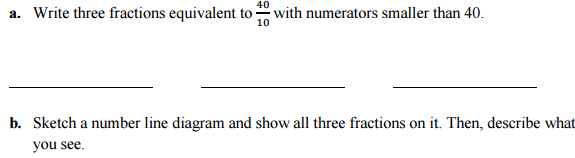 a. Write three fractions equivalent to 40/10 with numerators smaller than 40.
b. Sketch a number line diagram and show all three fractions on it. Then, describe what
you see.